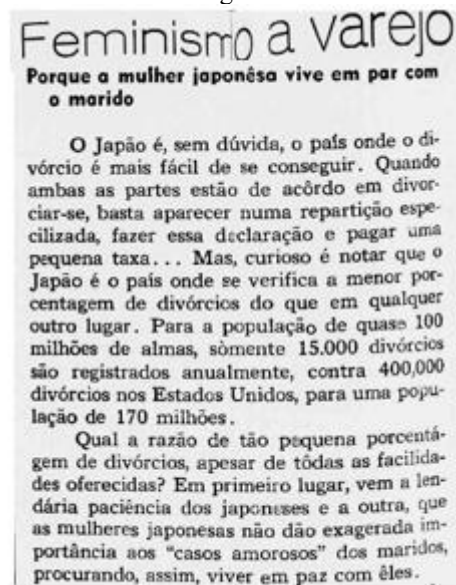 Feminismo a varejo
Porque a mulher japonêsa vive em par com
o marido
O Japão é, sem dúvida, o país onde o di-
vórcio é mais fácil de se conseguir. Quando
ambas as partes estão de acôrdo em divor-
ciar-se, basta aparecer numa repartição espe-
cilizada, fazer essa declaração e pagar uma
pequena taxa... Mas, curioso é notar que o
Japão é o país onde se verifica a menor por-
centagem de divórcios do que em qualquer
outro lugar. Para a população de quase 100
milhões de almas, sòmente 15.000 divórcios
são registrados anualmente, contra 400,000
divórcios nos Estados Unidos, para uma popu-
lação de 170 milhões.
Qual a razão de tão pequena porcentá-
gem de divórcios, apesar de tôdas as facilida-
des oferecidas? Em primeiro lugar, vem a len-
dária paciência dos japoneses e a outra, que
as mulheres japonesas não dão exagerada im-
portância aos "casos amorosos" dos maridos,
procurando, assim, viver em paz com êles.